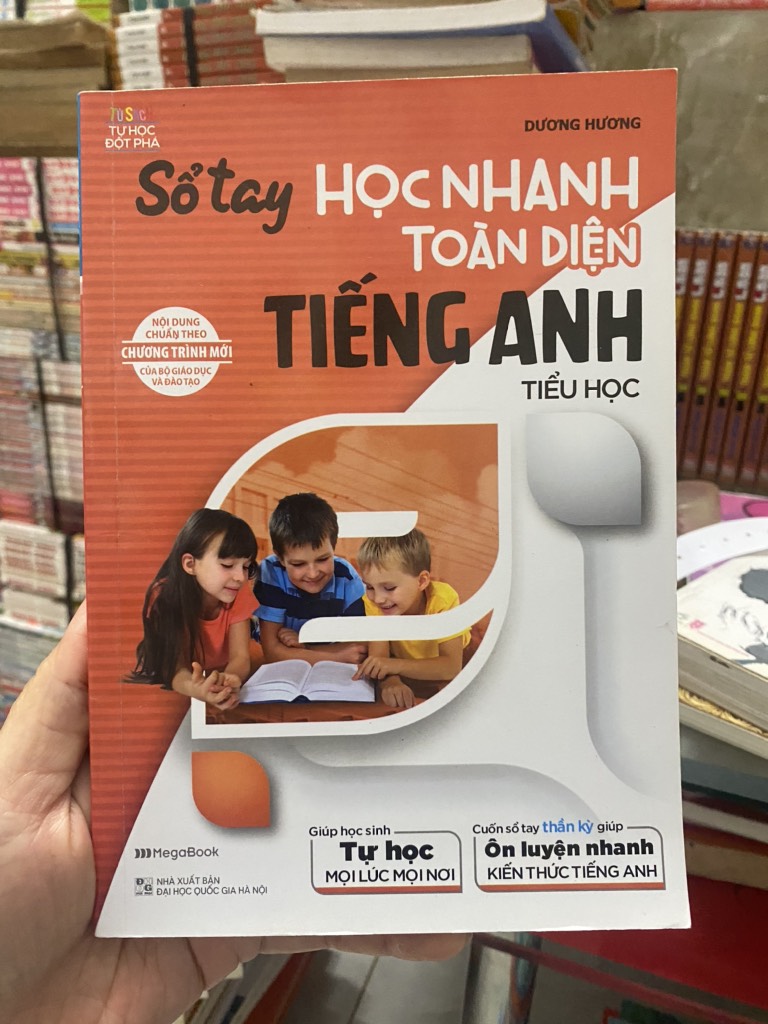 TỦ SÁCH
TỰ HỌC
ĐỘT PHÁ
DƯƠNG HƯƠNG
Sổ tay HỌC NHANH
TOÀN DIỆN
TIẾNG ANH
TIỂU HỌC
NỘI DUNG
CHUẨN THEO
CHƯƠNG TRÌNH MỚI
CỦA BỘ GIÁO DỤC
VÀ ĐÀO TẠO
Giúp học sinh
Tự học
MỌI LÚC MỌI NƠI
Cuốn sổ tay thần kỳ giúp
Ôn luyện nhanh
KIẾN THỨC TIẾNG ANH
MegaBook
NHÀ XUẤT BẢN
ĐẠI HỌC QUỐC GIA HÀ NỘI